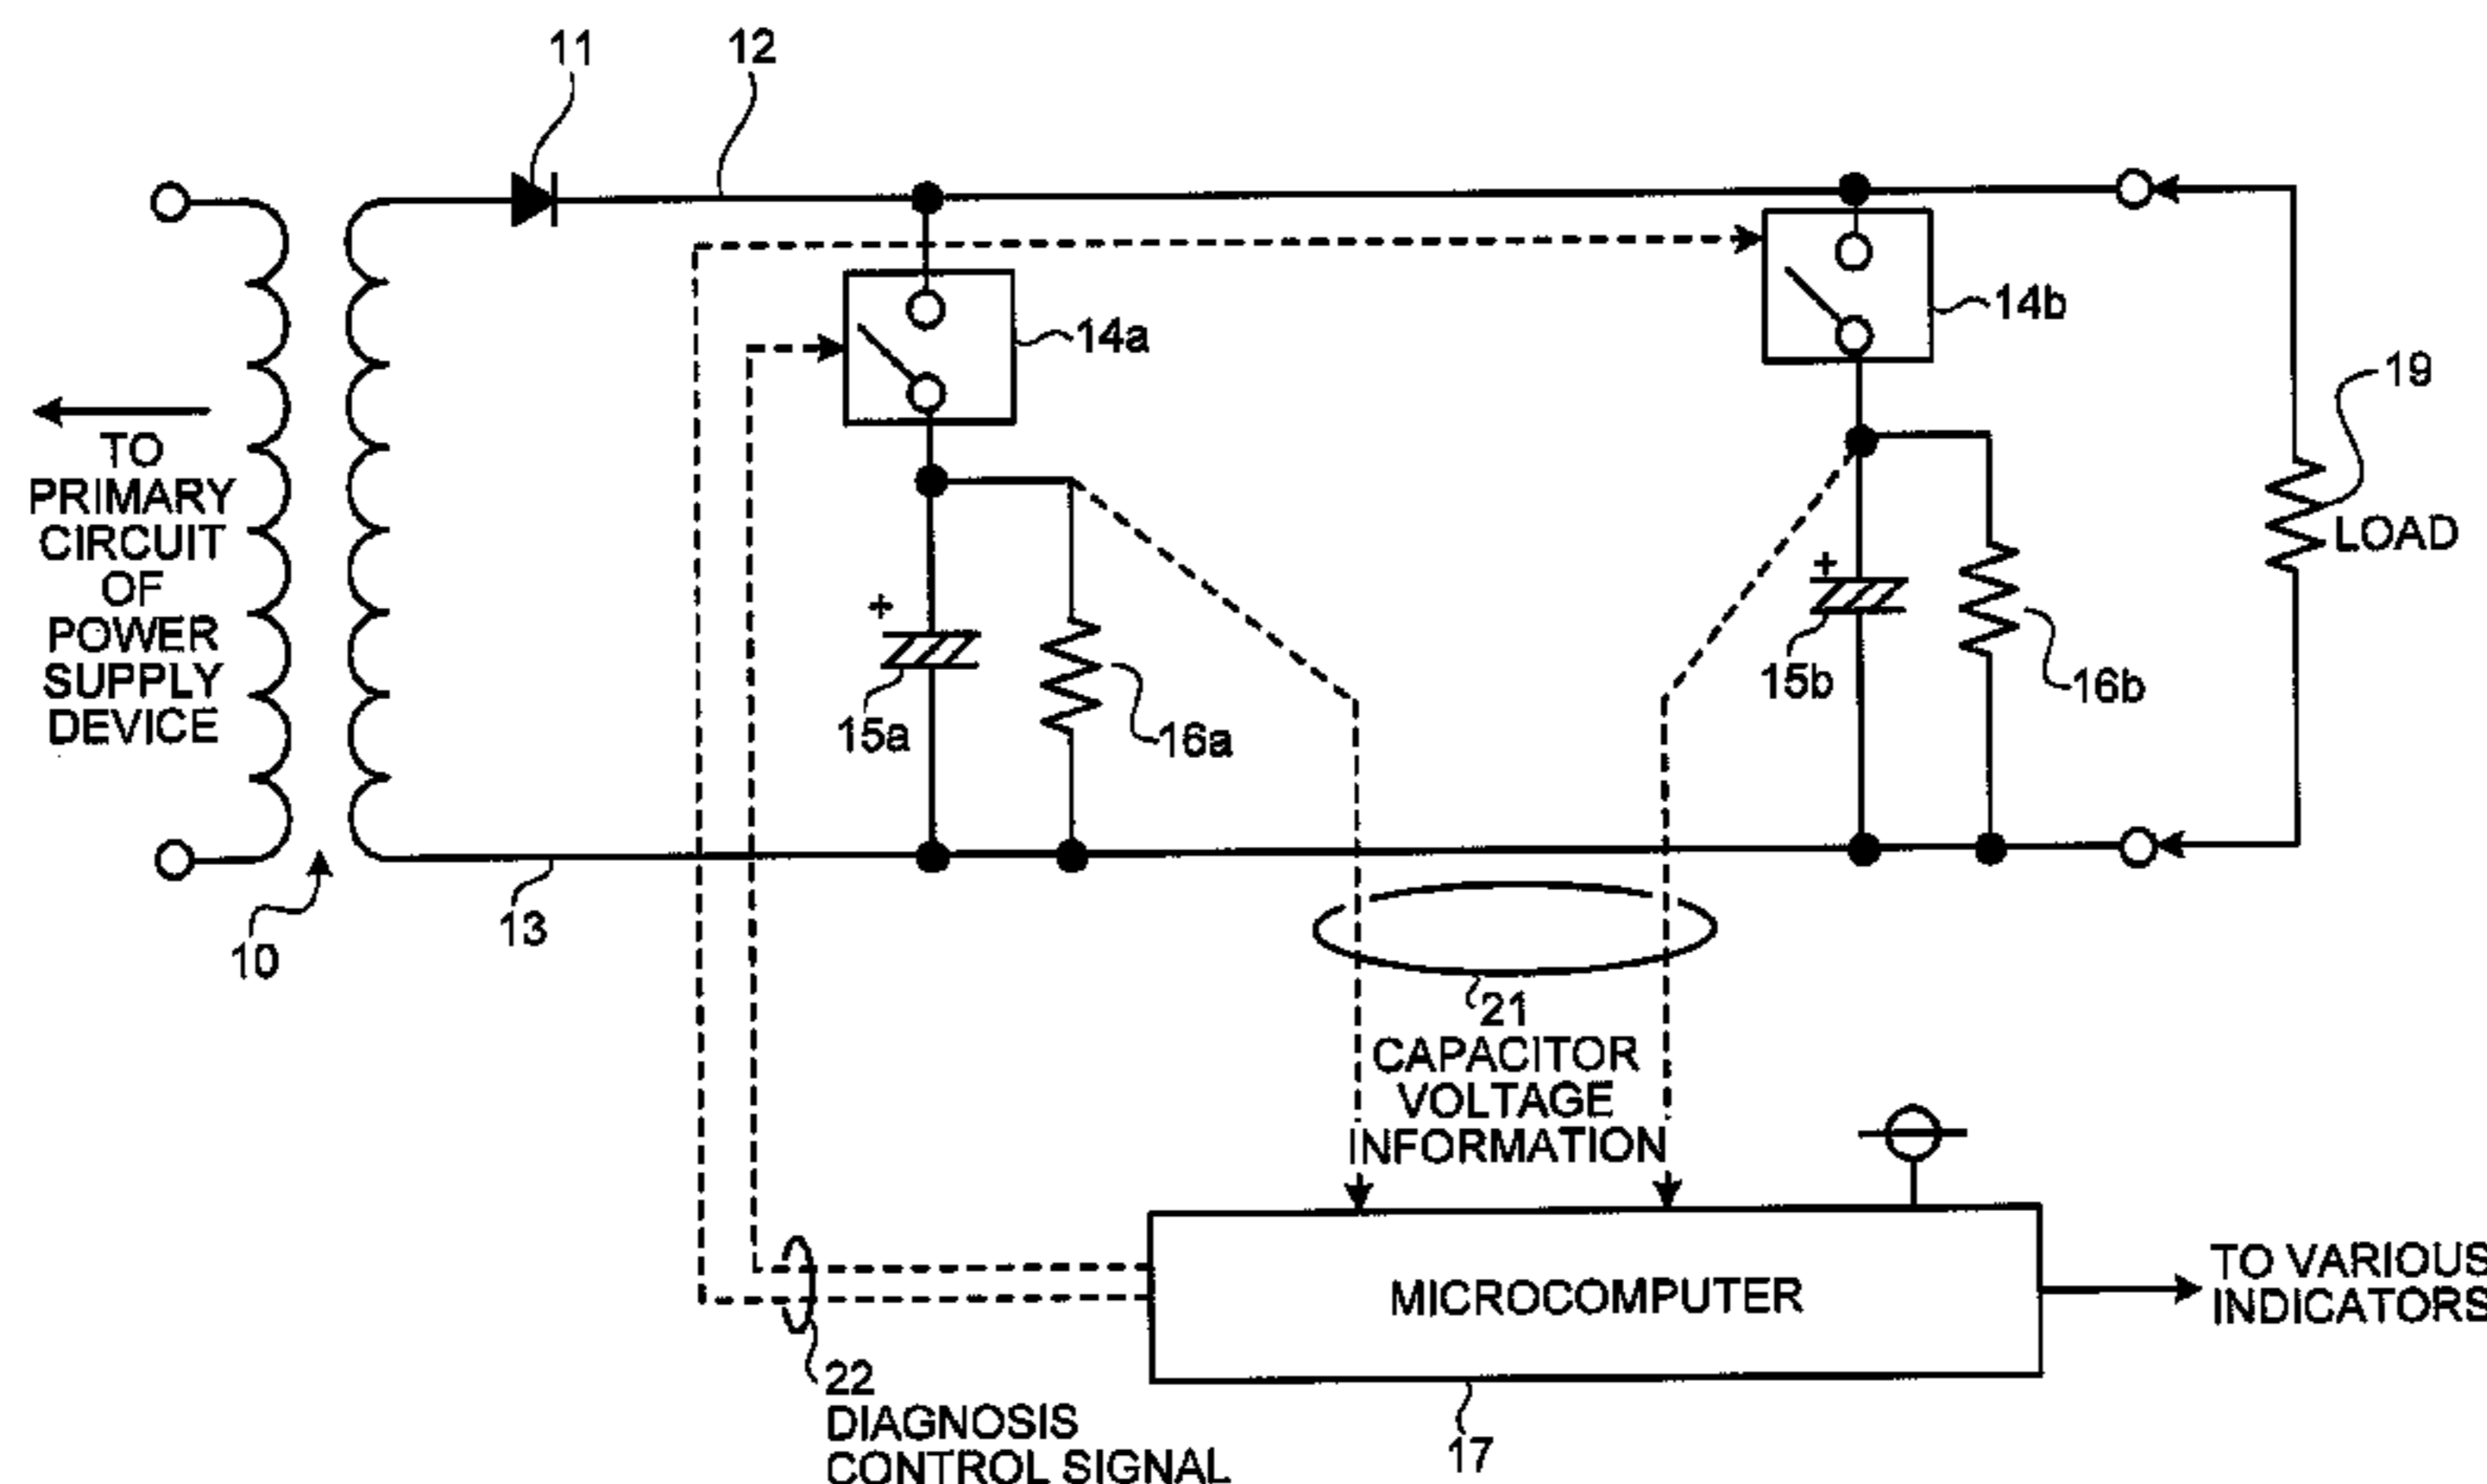 11
12
14a
14b
19
TO
PRIMARY
CIRCUIT
OF
POWER
SUPPLY
DEVICE
LOAD
+
+
15a
16a
15b
16b
10
13
21
CAPACITOR
VOLTAGE
INFORMATION
MICROCOMPUTER
TO VARIOUS
INDICATORS
22
DIAGNOSIS
CONTROL SIGNAL
17